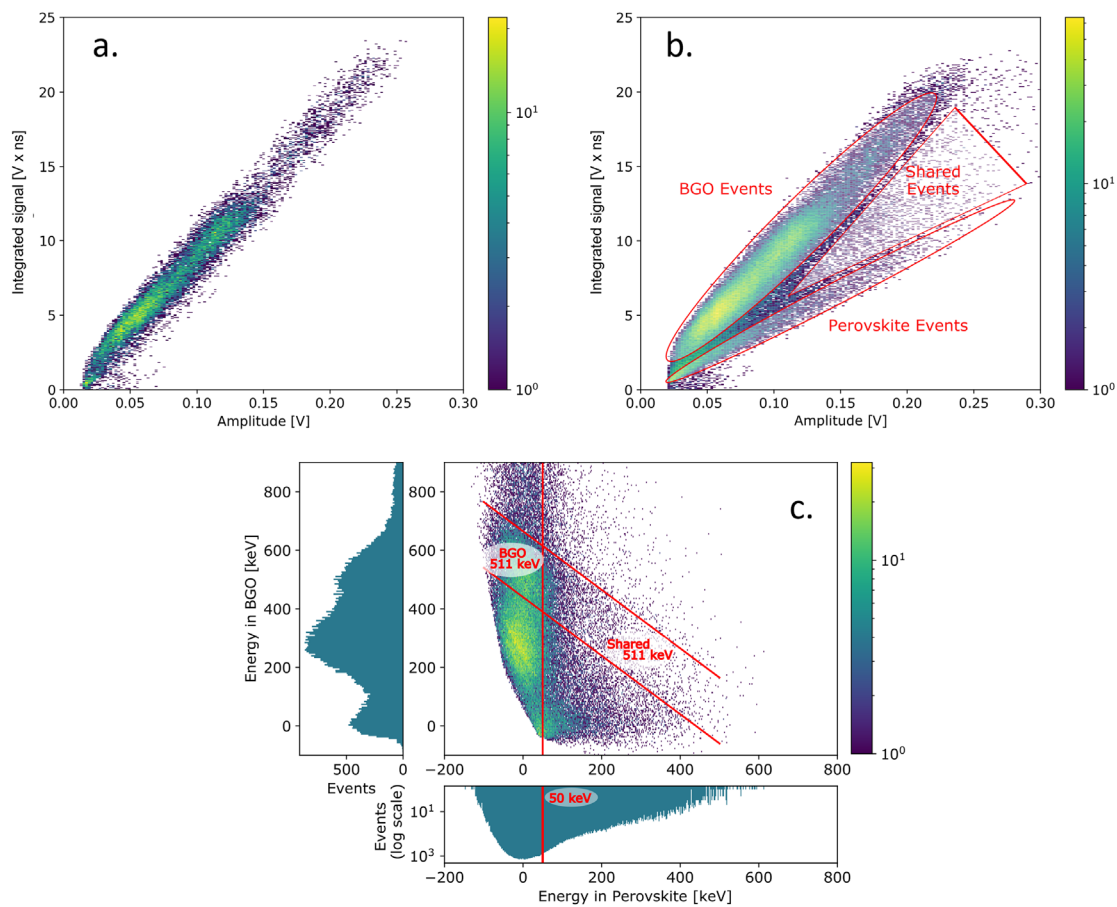 a.
25
20
15
10
5
0
Integrated signal [V x ns]
0.00 0.05 0.10 0.15 0.20 0.25 0.30
Amplitude [V]
10¹
10⁰
b.
25
20
15
10
5
0
Integrated signal [V x ns]
BGO Events
Shared
Events
Perovskite Events
0.00 0.05 0.10 0.15 0.20 0.25 0.30
Amplitude [V]
10¹
10⁰
800
600
400
200
0
Energy in BGO [keV]
500 0
Events
c.
800
600
400
200
0
BGO
511 keV
Shared
511 keV
−200 0 200 400 600 800
10¹
10⁰
Events
(log scale)
10¹
10³
50 keV
−200 0 200 400 600 800
Energy in Perovskite [keV]